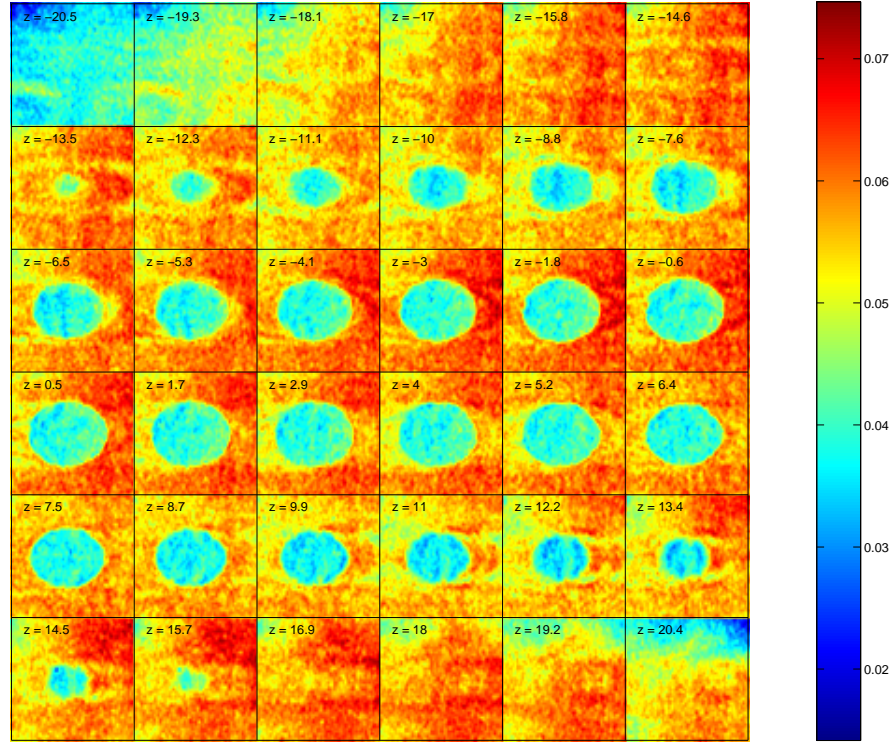 z = −20.5 z = −19.3 z = −18.1 z = −17 z = −15.8 z = −14.6
0.07
z = −13.5 z = −12.3 z = −11.1 z = −10 z = −8.8 z = −7.6
0.06
z = −6.5 z = −5.3 z = −4.1 z = −3 z = −1.8 z = −0.6
0.05
z = 0.5 z = 1.7 z = 2.9 z = 4 z = 5.2 z = 6.4
0.04
z = 7.5 z = 8.7 z = 9.9 z = 11 z = 12.2 z = 13.4
0.03
z = 14.5 z = 15.7 z = 16.9 z = 18 z = 19.2 z = 20.4
0.02